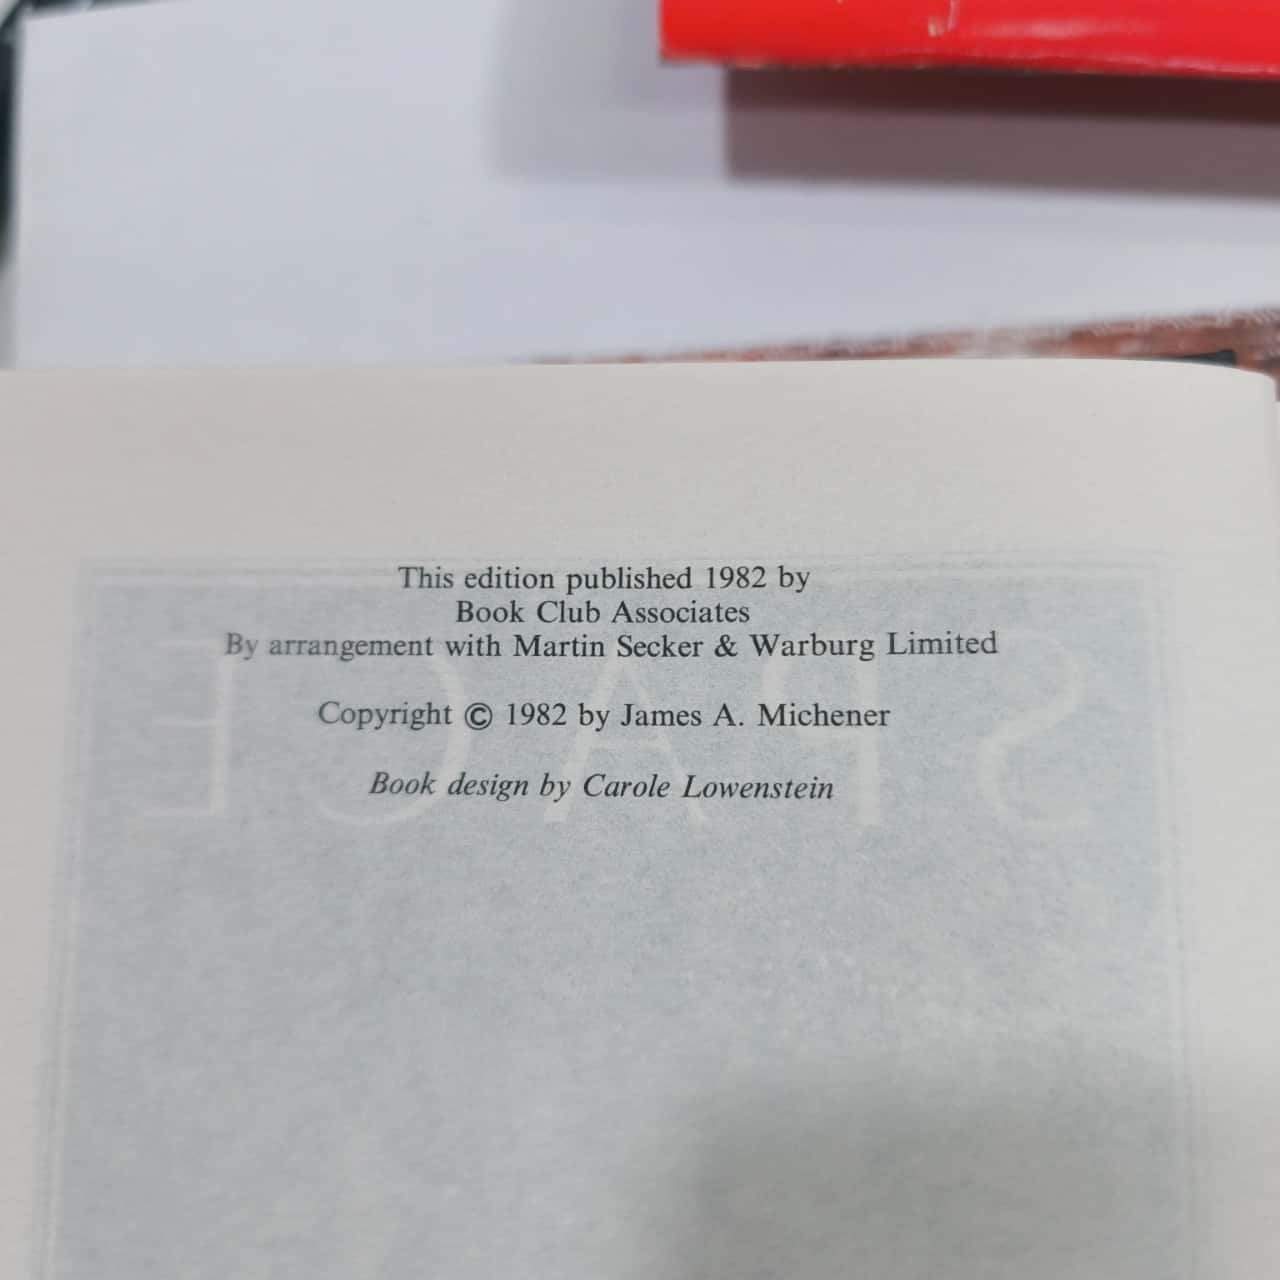 This edition published 1982 by
Book Club Associates
By arrangement with Martin Secker & Warburg Limited
Copyright © 1982 by James A. Michener
Book design by Carole Lowenstein
SPACE